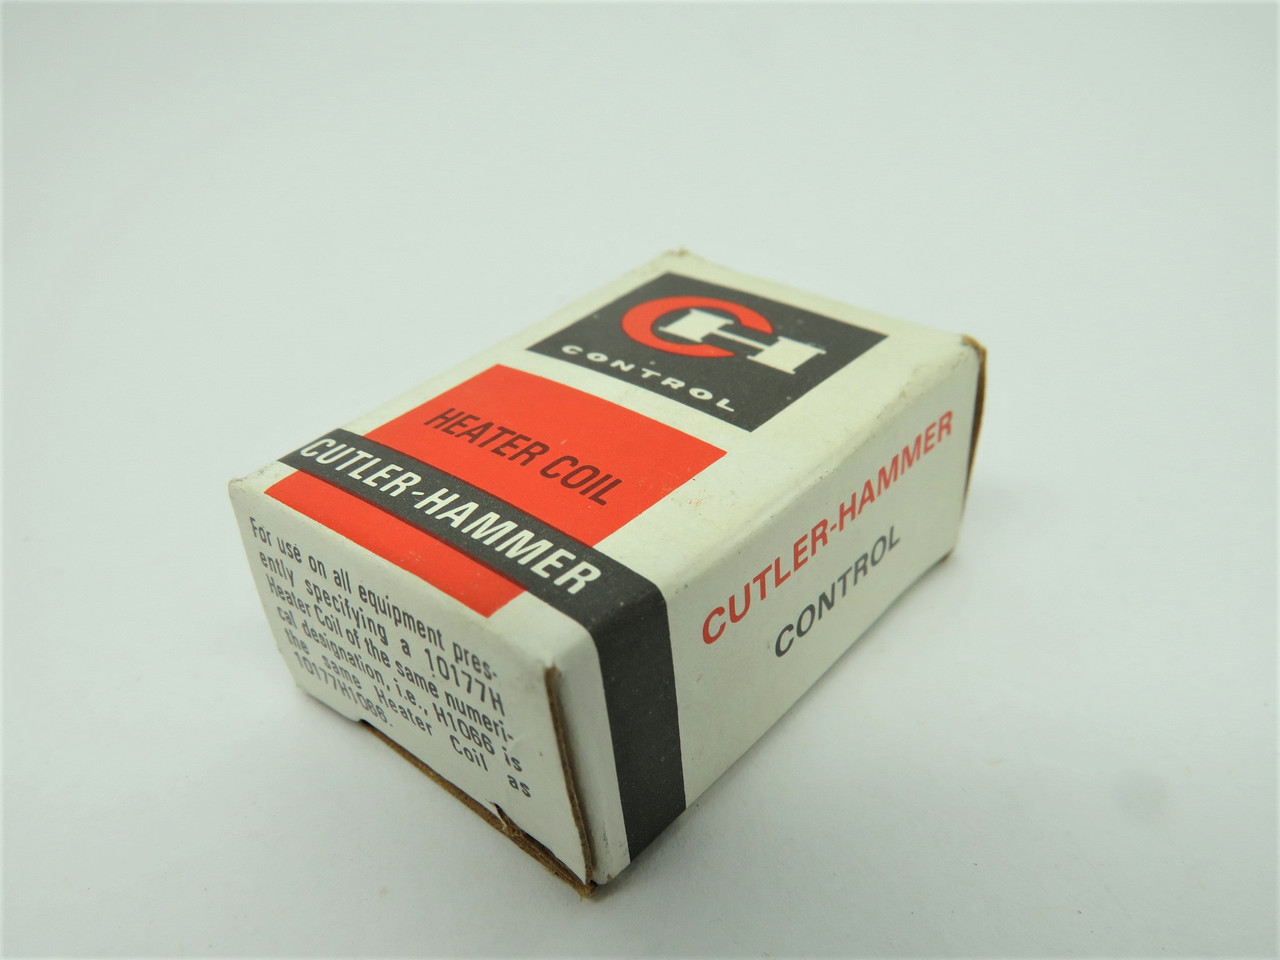 CH
CONTROL
HEATER COIL
CUTLER-HAMMER
CUTLER-HAMMER
CONTROL
For use on all equipment pres-
ently specifying a 10177H
Heater Coil of the same numeri-
cal designation, i.e., H1066 is
the same Heater Coil as
10177H1066.